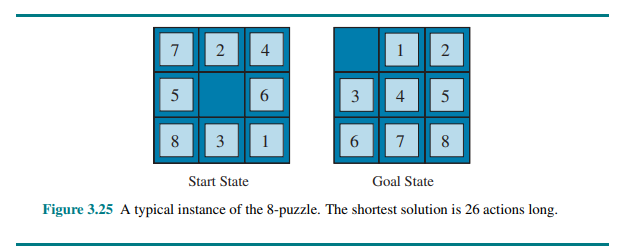 7 2 4 1 2
5 6 3 4 5
8 3 1 6 7 8
Start State Goal State
Figure 3.25 A typical instance of the 8-puzzle. The shortest solution is 26 actions long.